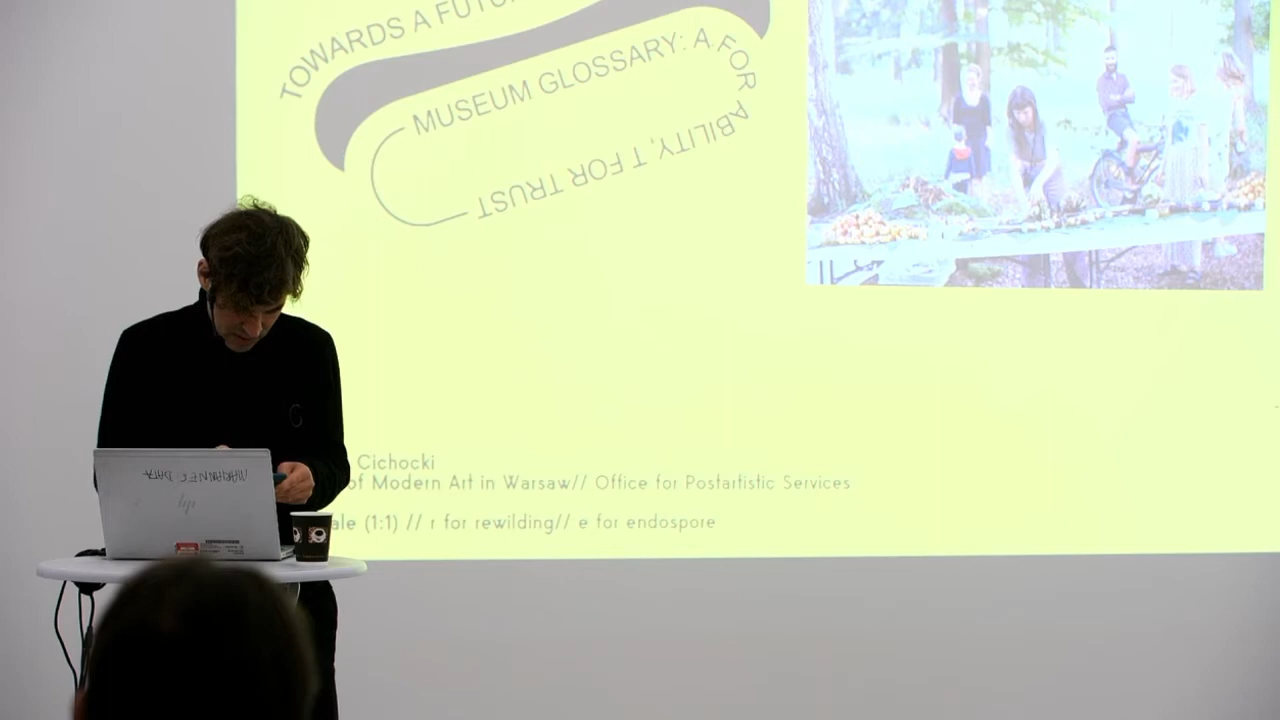 TOWARDS A FUTU
MUSEUM GLOSSARY: A FOR ABILITY, T FOR TRUST
Cichocki
of Modern Art in Warsaw// Office for Postartistic Services
ale (1:1) // r for rewilding// e for endospore
hp